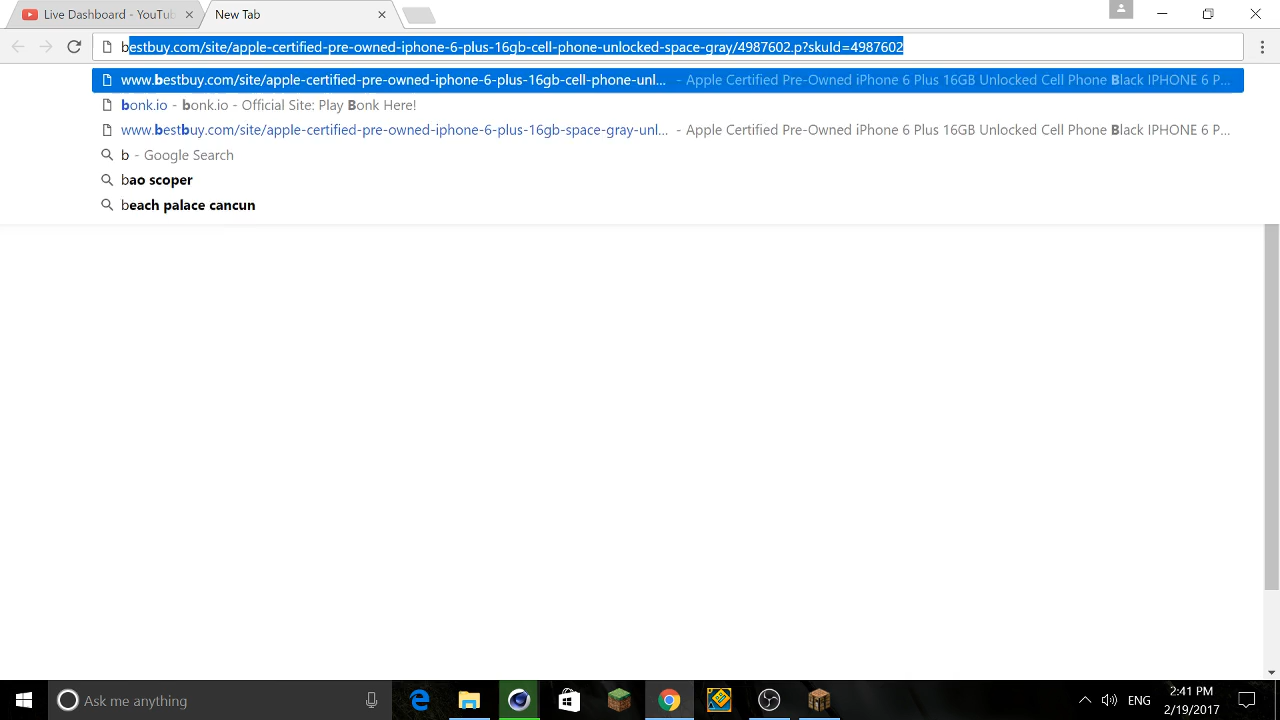 Live Dashboard - YouTub
New Tab
bestbuy.com/site/apple-certified-pre-owned-iphone-6-plus-16gb-cell-phone-unlocked-space-gray/4987602.p?skuId=4987602
www.bestbuy.com/site/apple-certified-pre-owned-iphone-6-plus-16gb-cell-phone-unl... - Apple Certified Pre-Owned iPhone 6 Plus 16GB Unlocked Cell Phone Black IPHONE 6 P...
bonk.io - bonk.io - Official Site: Play Bonk Here!
www.bestbuy.com/site/apple-certified-pre-owned-iphone-6-plus-16gb-space-gray-unl... - Apple Certified Pre-Owned iPhone 6 Plus 16GB Unlocked Cell Phone Black IPHONE 6 P...
b - Google Search
bao scoper
beach palace cancun
Ask me anything
ENG
2:41 PM
2/19/2017